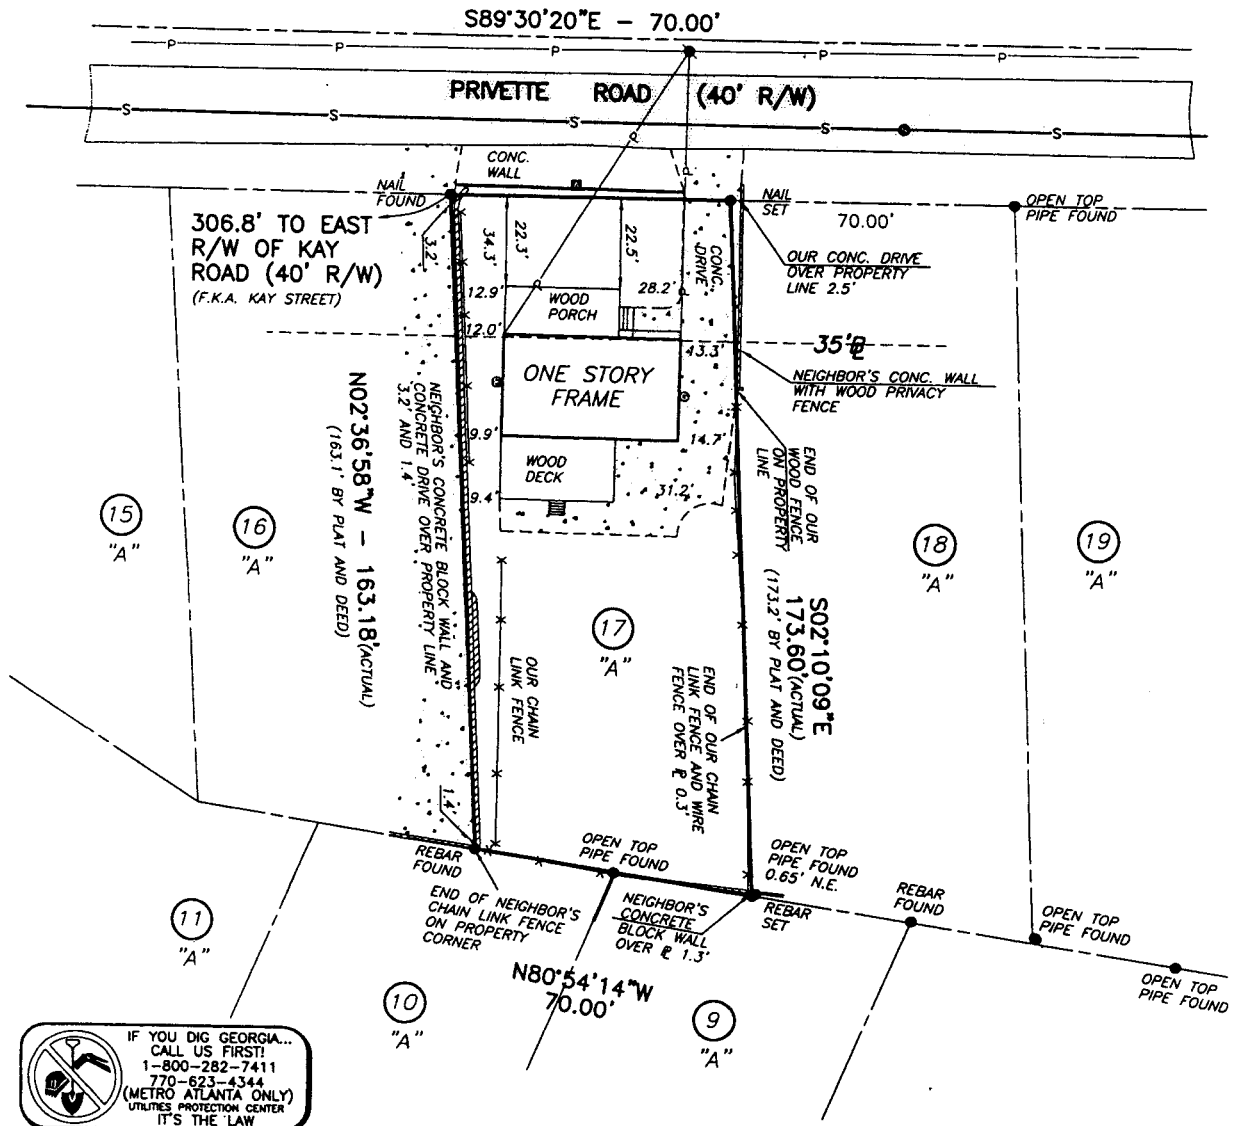 S89°30'20"E - 70.00'
P P P P P
PRIVETTE ROAD (40' R/W)
S S S S S
P
P
CONC.
WALL
NAIL
FOUND
NAIL
SET
70.00'
OPEN TOP
PIPE FOUND
306.8' TO EAST
R/W OF KAY
ROAD (40' R/W)
(F.K.A. KAY STREET)
3.2'
34.3'
22.3'
22.5'
CONC.
DRIVE
OUR CONC. DRIVE
OVER PROPERTY
LINE 2.5'
12.9'
WOOD
PORCH
28.2'
P
P
12.0'
43.3'
35'
ONE STORY
FRAME
NEIGHBOR'S CONC. WALL
WITH WOOD PRIVACY
FENCE
9.9'
14.7'
WOOD
DECK
9.4'
31.2'
END OF OUR
WOOD FENCE
ON PROPERTY
LINE
NEIGHBOR'S CONCRETE BLOCK WALL AND
CONCRETE DRIVE OVER PROPERTY LINE
3.2' AND 1.4'
N02°36'58"W - 163.18'(ACTUAL)
(163.1' BY PLAT AND DEED)
15
"A"
16
"A"
17
"A"
18
"A"
19
"A"
S02°10'09"E
173.60'(ACTUAL)
(173.2' BY PLAT AND DEED)
OUR CHAIN
LINK FENCE
END OF OUR CHAIN
LINK FENCE AND WIRE
FENCE OVER ⅊ 0.3'
1.4'
REBAR
FOUND
OPEN TOP
PIPE FOUND
OPEN TOP
PIPE FOUND
0.65' N.E.
REBAR
SET
REBAR
FOUND
OPEN TOP
PIPE FOUND
OPEN TOP
PIPE FOUND
END OF NEIGHBOR'S
CHAIN LINK FENCE
ON PROPERTY
CORNER
NEIGHBOR'S
CONCRETE
BLOCK WALL
OVER ⅊ 1.3'
N80°54'14"W
70.00'
11
"A"
10
"A"
9
"A"
IF YOU DIG GEORGIA...
CALL US FIRST!
1-800-282-7411
770-623-4344
(METRO ATLANTA ONLY)
UTILITIES PROTECTION CENTER
IT'S THE LAW